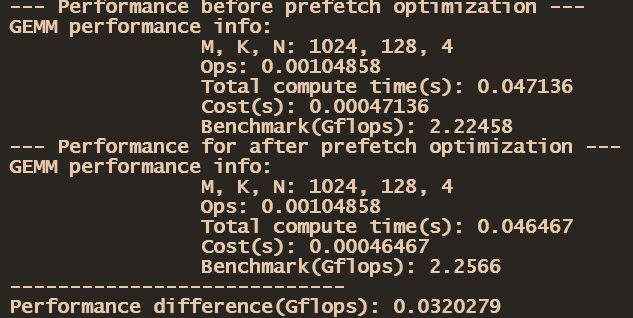 --- Performance before prefetch optimization ---
GEMM performance info:
M, K, N: 1024, 128, 4
Ops: 0.00104858
Total compute time(s): 0.047136
Cost(s): 0.00047136
Benchmark(Gflops): 2.22458
--- Performance for after prefetch optimization ---
GEMM performance info:
M, K, N: 1024, 128, 4
Ops: 0.00104858
Total compute time(s): 0.046467
Cost(s): 0.00046467
Benchmark(Gflops): 2.2566
----------------------------
Performance difference(Gflops): 0.0320279